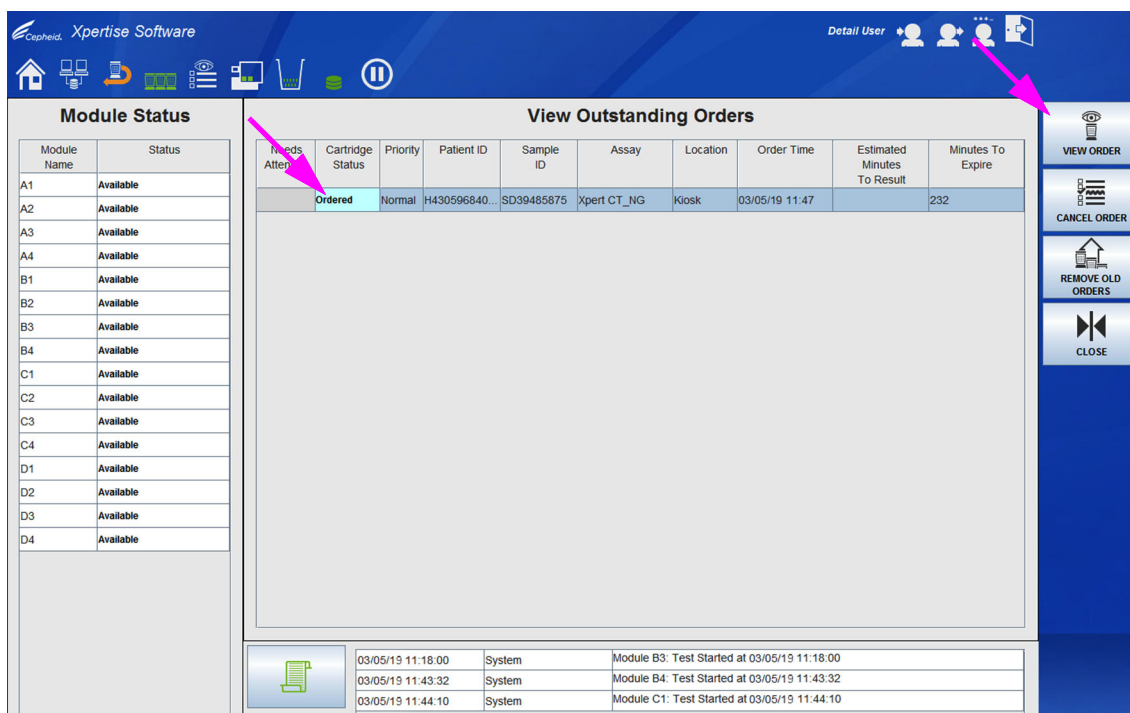 Cepheid. Xpertise Software
Detail User
Module Status
Module Name Status
A1 Available
A2 Available
A3 Available
A4 Available
B1 Available
B2 Available
B3 Available
B4 Available
C1 Available
C2 Available
C3 Available
C4 Available
D1 Available
D2 Available
D3 Available
D4 Available
View Outstanding Orders
Needs Cartridge Status Priority Patient ID Sample ID Assay Location Order Time Estimated Minutes To Result Minutes To Expire
Ordered Normal H430596840... SD39485875 Xpert CT_NG Kiosk 03/05/19 11:47 232
03/05/19 11:18:00 System Module B3: Test Started at 03/05/19 11:18:00
03/05/19 11:43:32 System Module B4: Test Started at 03/05/19 11:43:32
03/05/19 11:44:10 System Module C1: Test Started at 03/05/19 11:44:10
VIEW ORDER
CANCEL ORDER
REMOVE OLD
ORDERS
CLOSE